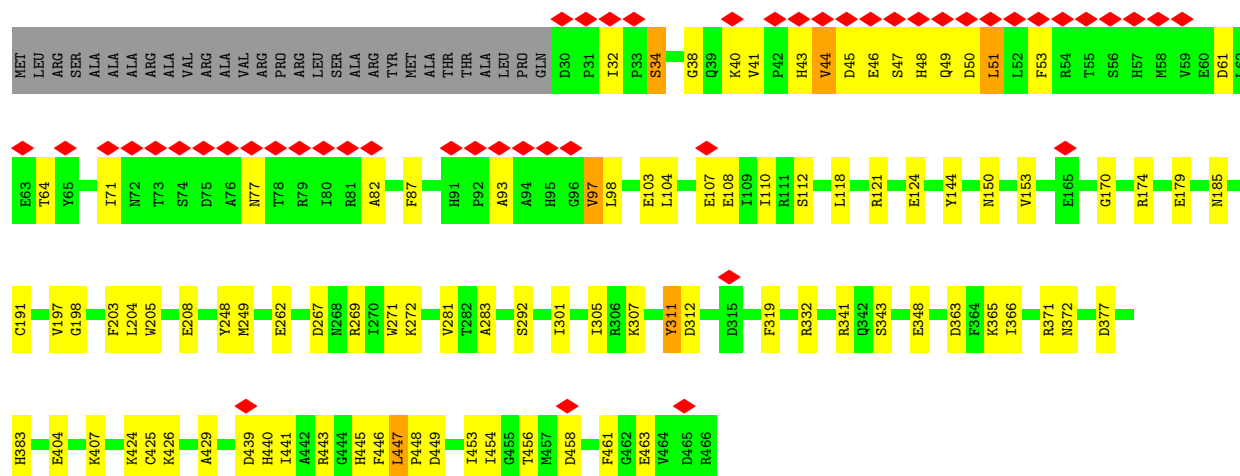 MET LEU ARG SER ALA ALA ALA ARG ALA VAL ARG ALA VAL ARG PRO ARG LEU SER ALA ARG TYR MET ALA THR THR ALA LEU PRO GLN D30 P31 I32 P33 S34 G38 Q39 K40 V41 P42 H43 V44 D45 E46 S47 H48 Q49 D50 L51 L52 F53 R54 T55 S56 H57 M58 V59 E60 D61 L62
E63 T64 Y65 I71 N72 T73 S74 D75 A76 N77 T78 R79 I80 R81 A82 F87 H91 P92 A93 A94 H95 G96 V97 L98 E103 L104 E107 E108 I109 I110 R111 S112 L118 R121 E124 Y144 N150 V153 E165 G170 R174 E179 N185
C191 V197 G198 F203 L204 W205 E208 Y248 M249 E262 D267 N268 R269 I270 W271 K272 V281 T282 A283 S292 I301 I305 R306 K307 Y311 D312 D315 F319 R332 R341 Q342 S343 E348 D363 F364 K365 I366 R371 N372 D377
H383 E404 K407 K424 C425 K426 A429 D439 H440 I441 A442 R443 G444 H445 F446 L447 P448 D449 I453 I454 G455 T456 M457 D458 F461 G462 E463 V464 D465 R466